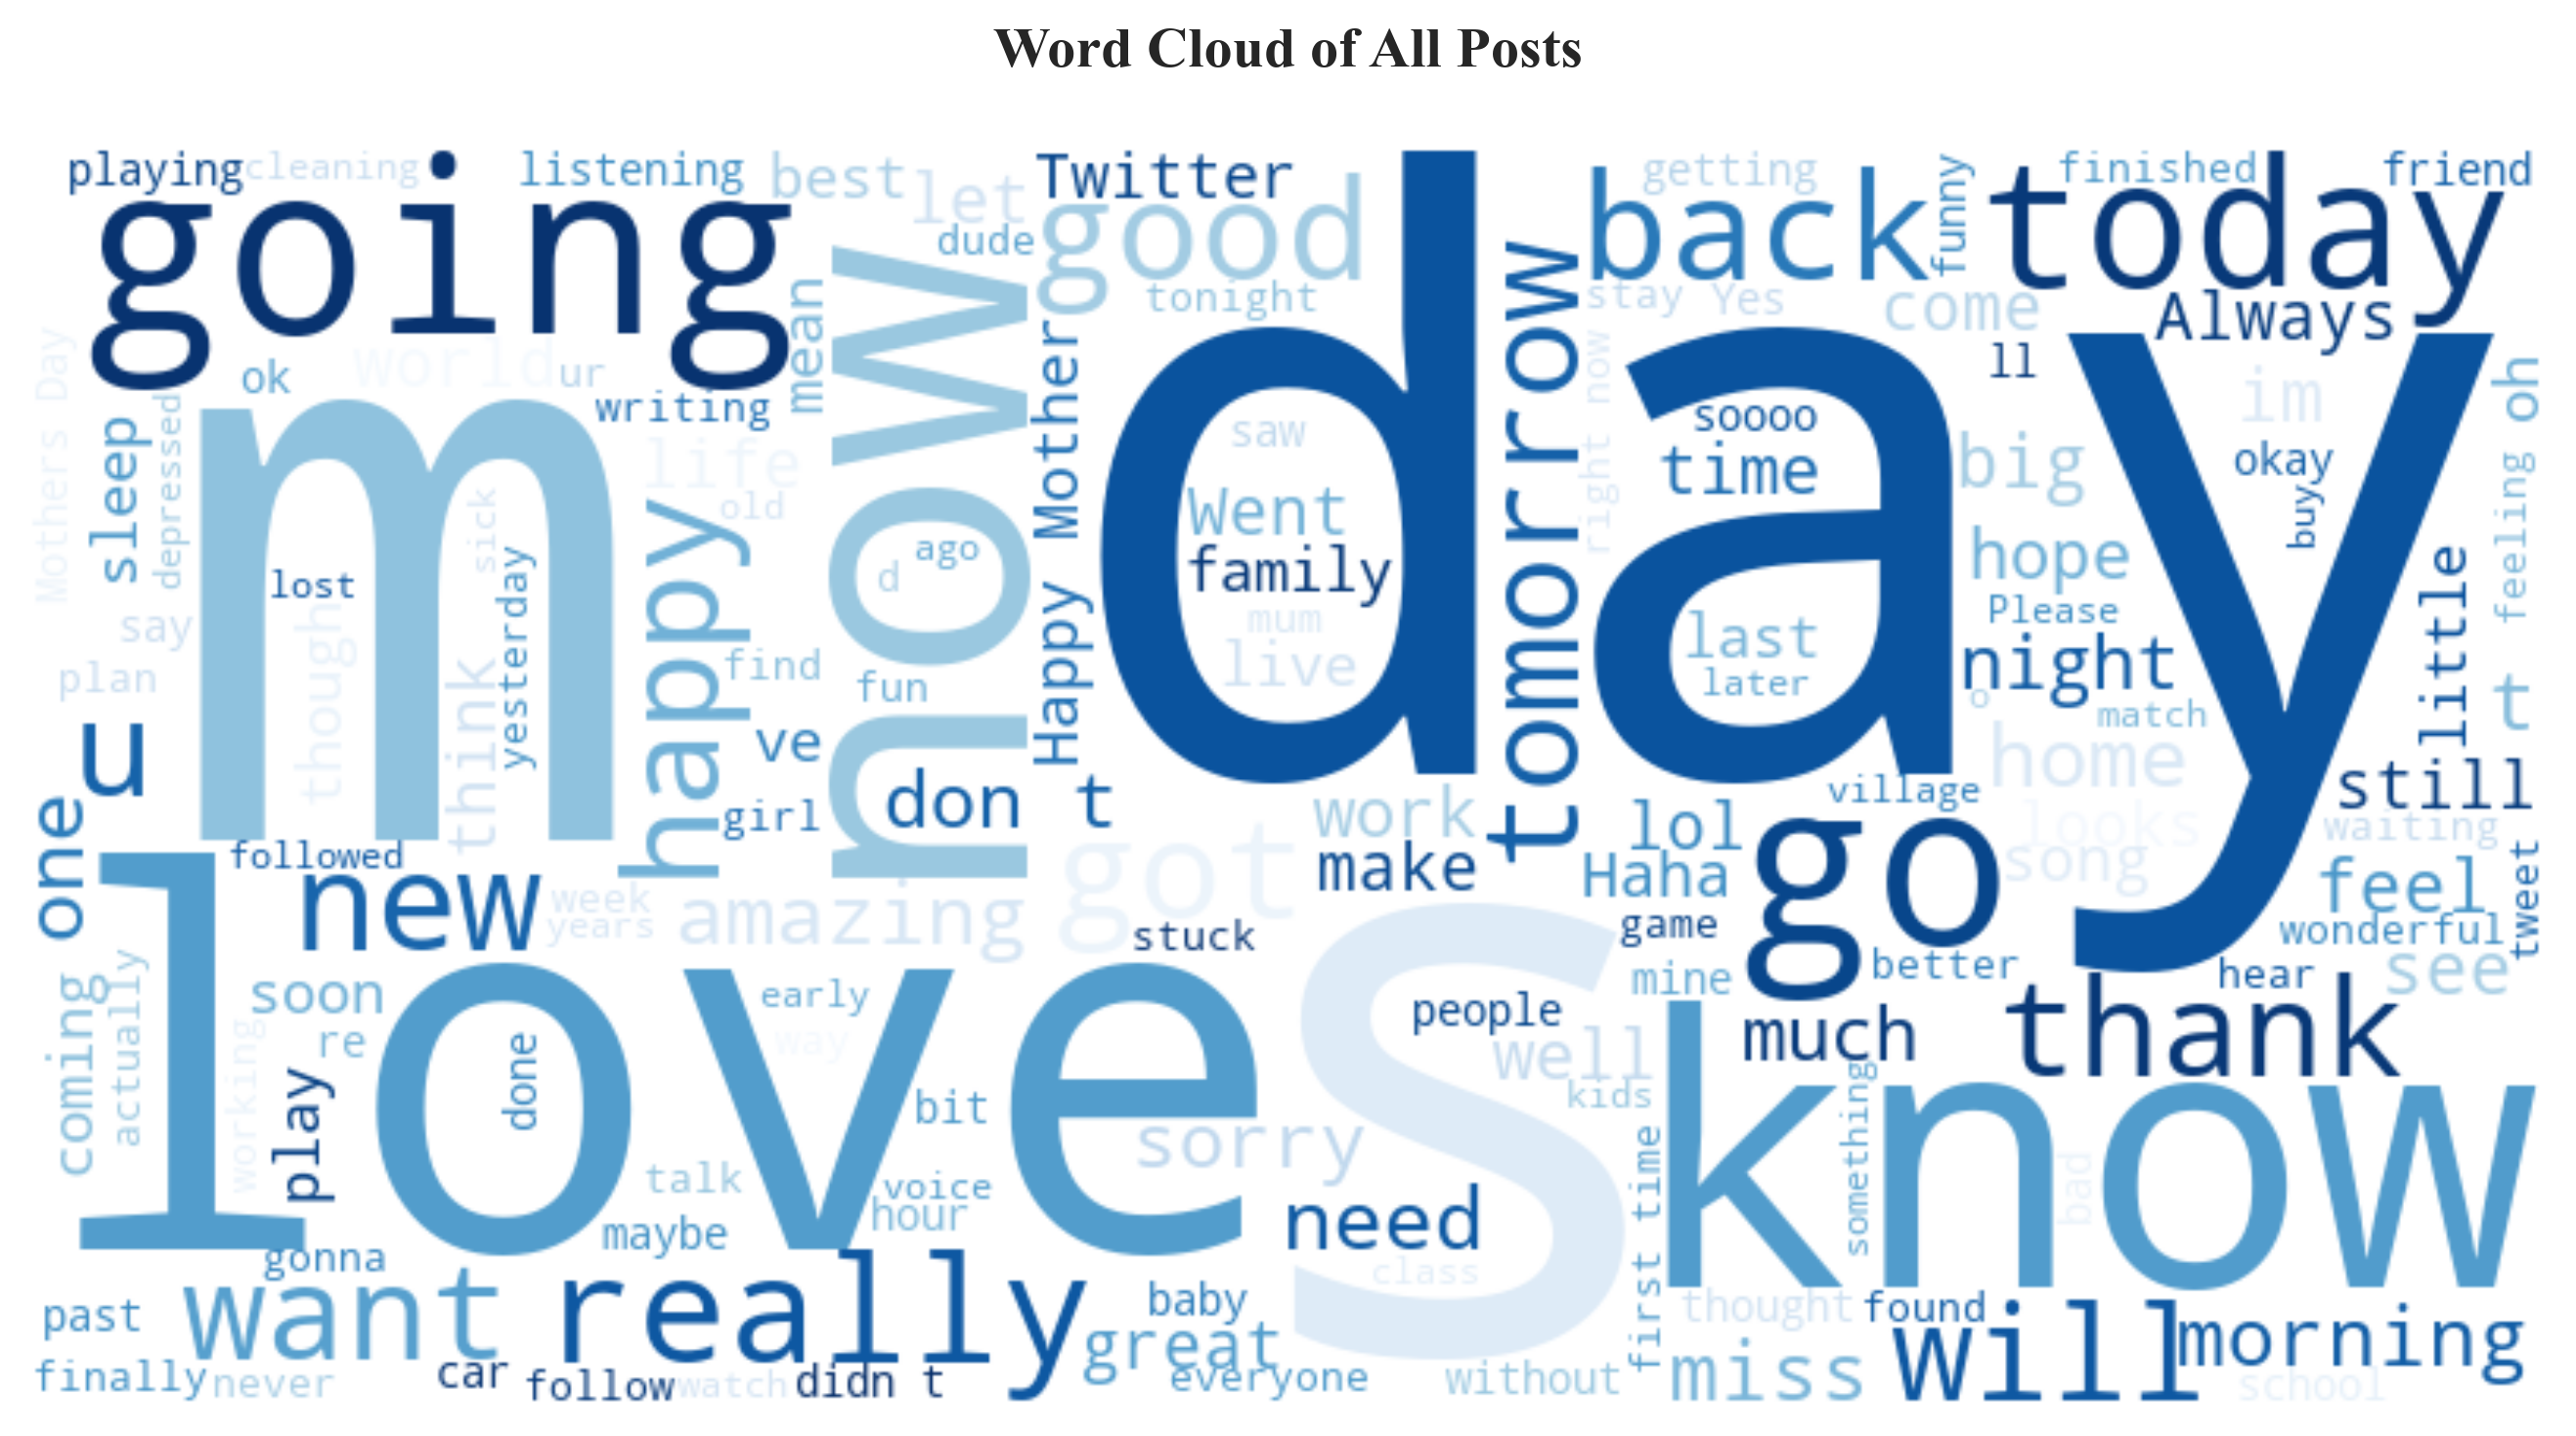 Word Cloud of All Posts
playing
cleaning
listening
best
let
Twitter
getting
funny
finished
friend
going
dude
good
back
today
tonight
stay
Yes
come
Always
Mothers Day
ok
world
ur
writing
mean
now
Happy Mother
day
tomorrow
right now
ll
im
oh
sleep
depressed
m
life
old
happy
saw
soooo
time
big
okay
buy
feeling
lost
sick
yesterday
though
think
ago
d
Went
family
mum
live
hope
Please
last
later
night
o
match
little
t
say
plan
u
find
fun
ve
girl
don t
home
village
still
one
followed
work
make
lol
Haha
go
looks
song
waiting
feel
tweet
new
week
years
amazing
got
stuck
game
wonderful
love
s
mine
better
hear
see
coming
actually
soon
re
early
way
people
well
much
thank
working
play
done
bit
kids
know
something
bad
sorry
talk
voice
hour
maybe
need
first time
class
gonna
want
really
baby
great
everyone
thought
found
will
morning
past
finally
never
car
follow
watch
didn t
without
miss
school